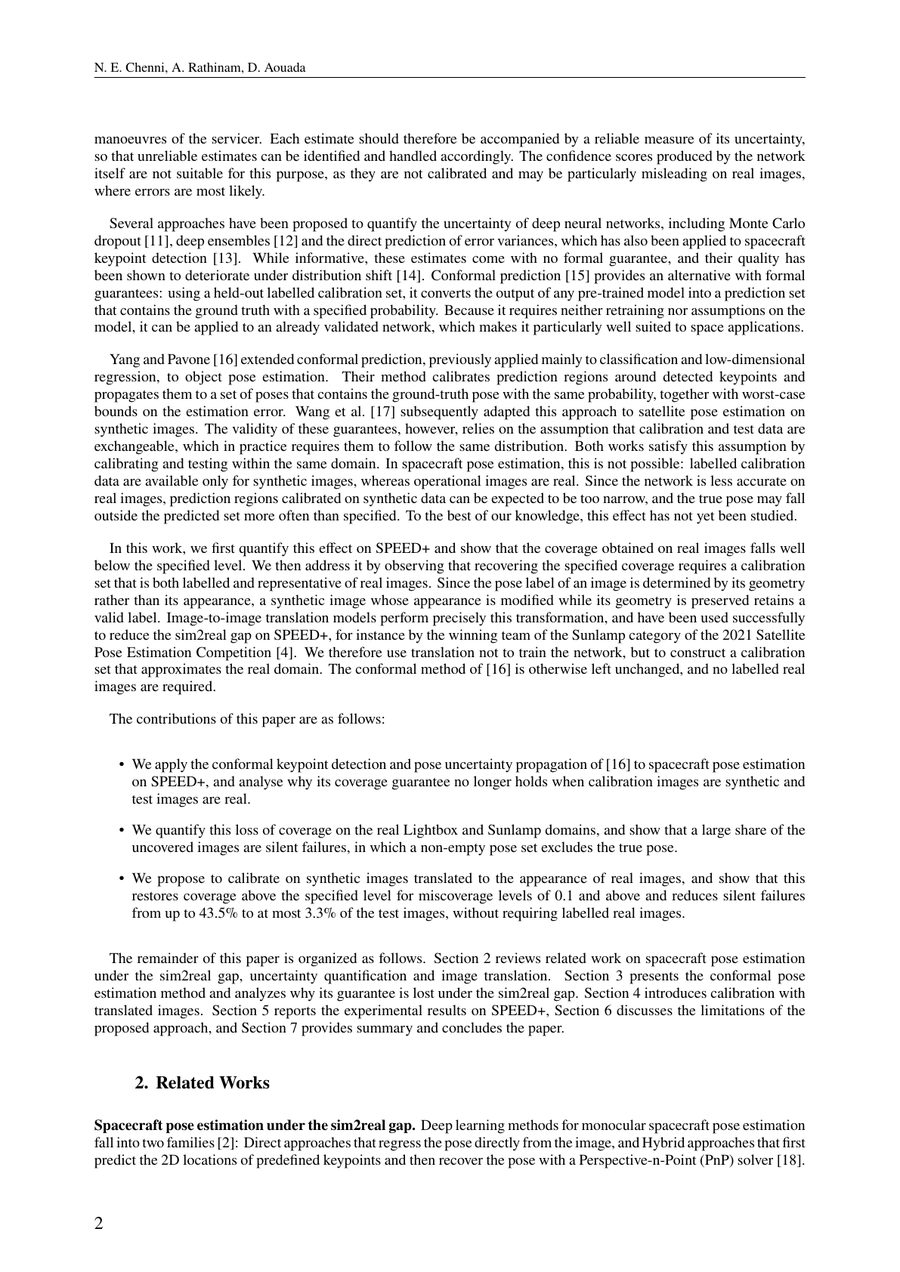 N. E. Chenni, A. Rathinam, D. Aouada
manoeuvres of the servicer. Each estimate should therefore be accompanied by a reliable measure of its uncertainty,
so that unreliable estimates can be identified and handled accordingly. The confidence scores produced by the network
itself are not suitable for this purpose, as they are not calibrated and may be particularly misleading on real images,
where errors are most likely.
Several approaches have been proposed to quantify the uncertainty of deep neural networks, including Monte Carlo
dropout [11], deep ensembles [12] and the direct prediction of error variances, which has also been applied to spacecraft
keypoint detection [13]. While informative, these estimates come with no formal guarantee, and their quality has
been shown to deteriorate under distribution shift [14]. Conformal prediction [15] provides an alternative with formal
guarantees: using a held-out labelled calibration set, it converts the output of any pre-trained model into a prediction set
that contains the ground truth with a specified probability. Because it requires neither retraining nor assumptions on the
model, it can be applied to an already validated network, which makes it particularly well suited to space applications.
Yang and Pavone [16] extended conformal prediction, previously applied mainly to classification and low-dimensional
regression, to object pose estimation. Their method calibrates prediction regions around detected keypoints and
propagates them to a set of poses that contains the ground-truth pose with the same probability, together with worst-case
bounds on the estimation error. Wang et al. [17] subsequently adapted this approach to satellite pose estimation on
synthetic images. The validity of these guarantees, however, relies on the assumption that calibration and test data are
exchangeable, which in practice requires them to follow the same distribution. Both works satisfy this assumption by
calibrating and testing within the same domain. In spacecraft pose estimation, this is not possible: labelled calibration
data are available only for synthetic images, whereas operational images are real. Since the network is less accurate on
real images, prediction regions calibrated on synthetic data can be expected to be too narrow, and the true pose may fall
outside the predicted set more often than specified. To the best of our knowledge, this effect has not yet been studied.
In this work, we first quantify this effect on SPEED+ and show that the coverage obtained on real images falls well
below the specified level. We then address it by observing that recovering the specified coverage requires a calibration
set that is both labelled and representative of real images. Since the pose label of an image is determined by its geometry
rather than its appearance, a synthetic image whose appearance is modified while its geometry is preserved retains a
valid label. Image-to-image translation models perform precisely this transformation, and have been used successfully
to reduce the sim2real gap on SPEED+, for instance by the winning team of the Sunlamp category of the 2021 Satellite
Pose Estimation Competition [4]. We therefore use translation not to train the network, but to construct a calibration
set that approximates the real domain. The conformal method of [16] is otherwise left unchanged, and no labelled real
images are required.
The contributions of this paper are as follows:
• We apply the conformal keypoint detection and pose uncertainty propagation of [16] to spacecraft pose estimation
on SPEED+, and analyse why its coverage guarantee no longer holds when calibration images are synthetic and
test images are real.
• We quantify this loss of coverage on the real Lightbox and Sunlamp domains, and show that a large share of the
uncovered images are silent failures, in which a non-empty pose set excludes the true pose.
• We propose to calibrate on synthetic images translated to the appearance of real images, and show that this
restores coverage above the specified level for miscoverage levels of 0.1 and above and reduces silent failures
from up to 43.5% to at most 3.3% of the test images, without requiring labelled real images.
The remainder of this paper is organized as follows. Section 2 reviews related work on spacecraft pose estimation
under the sim2real gap, uncertainty quantification and image translation. Section 3 presents the conformal pose
estimation method and analyzes why its guarantee is lost under the sim2real gap. Section 4 introduces calibration with
translated images. Section 5 reports the experimental results on SPEED+, Section 6 discusses the limitations of the
proposed approach, and Section 7 provides summary and concludes the paper.
2. Related Works
Spacecraft pose estimation under the sim2real gap. Deep learning methods for monocular spacecraft pose estimation
fall into two families [2]: Direct approaches that regress the pose directly from the image, and Hybrid approaches that first
predict the 2D locations of predefined keypoints and then recover the pose with a Perspective-n-Point (PnP) solver [18].
2